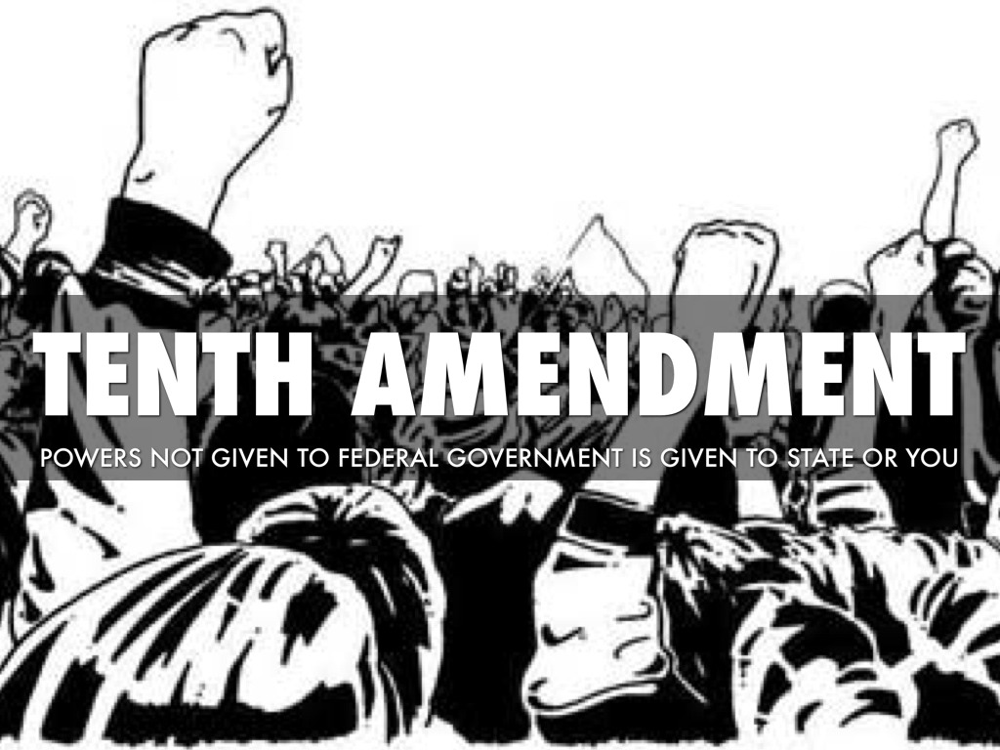 TENTH AMENDMENT
POWERS NOT GIVEN TO FEDERAL GOVERNMENT IS GIVEN TO STATE OR YOU